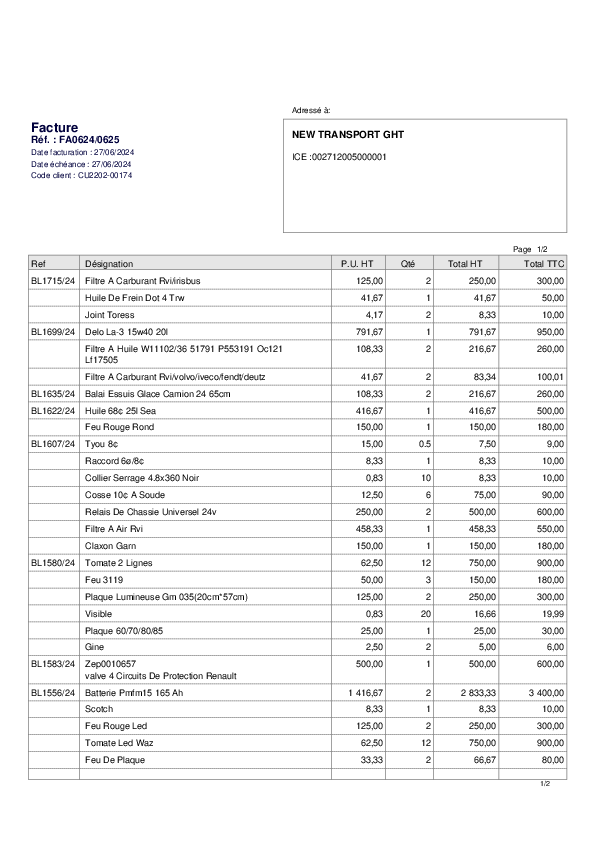 Adressé à:
Facture
Réf. : FA0624/0625
Date facturation : 27/06/2024
Date échéance : 27/06/2024
Code client : CU2202-00174
NEW TRANSPORT GHT
ICE :002712005000001
Page 1/2
Ref Désignation P.U. HT Qté Total HT Total TTC
BL1715/24 Filtre A Carburant Rvi/irisbus 125,00 2 250,00 300,00
Huile De Frein Dot 4 Trw 41,67 1 41,67 50,00
Joint Toress 4,17 2 8,33 10,00
BL1699/24 Delo La-3 15w40 20l 791,67 1 791,67 950,00
Filtre A Huile W11102/36 51791 P553191 Oc121 108,33 2 216,67 260,00
Lf17505
Filtre A Carburant Rvi/volvo/iveco/fendt/deutz 41,67 2 83,34 100,01
BL1635/24 Balai Essuis Glace Camion 24 65cm 108,33 2 216,67 260,00
BL1622/24 Huile 68¢ 25l Sea 416,67 1 416,67 500,00
Feu Rouge Rond 150,00 1 150,00 180,00
BL1607/24 Tyou 8¢ 15,00 0.5 7,50 9,00
Raccord 6ø/8¢ 8,33 1 8,33 10,00
Collier Serrage 4.8x360 Noir 0,83 10 8,33 10,00
Cosse 10¢ A Soude 12,50 6 75,00 90,00
Relais De Chassie Universel 24v 250,00 2 500,00 600,00
Filtre A Air Rvi 458,33 1 458,33 550,00
Claxon Garn 150,00 1 150,00 180,00
BL1580/24 Tomate 2 Lignes 62,50 12 750,00 900,00
Feu 3119 50,00 3 150,00 180,00
Plaque Lumineuse Gm 035(20cm*57cm) 125,00 2 250,00 300,00
Visible 0,83 20 16,66 19,99
Plaque 60/70/80/85 25,00 1 25,00 30,00
Gine 2,50 2 5,00 6,00
BL1583/24 Zep0010657 500,00 1 500,00 600,00
valve 4 Circuits De Protection Renault
BL1556/24 Batterie Pmfm15 165 Ah 1 416,67 2 2 833,33 3 400,00
Scotch 8,33 1 8,33 10,00
Feu Rouge Led 125,00 2 250,00 300,00
Tomate Led Waz 62,50 12 750,00 900,00
Feu De Plaque 33,33 2 66,67 80,00
1/2